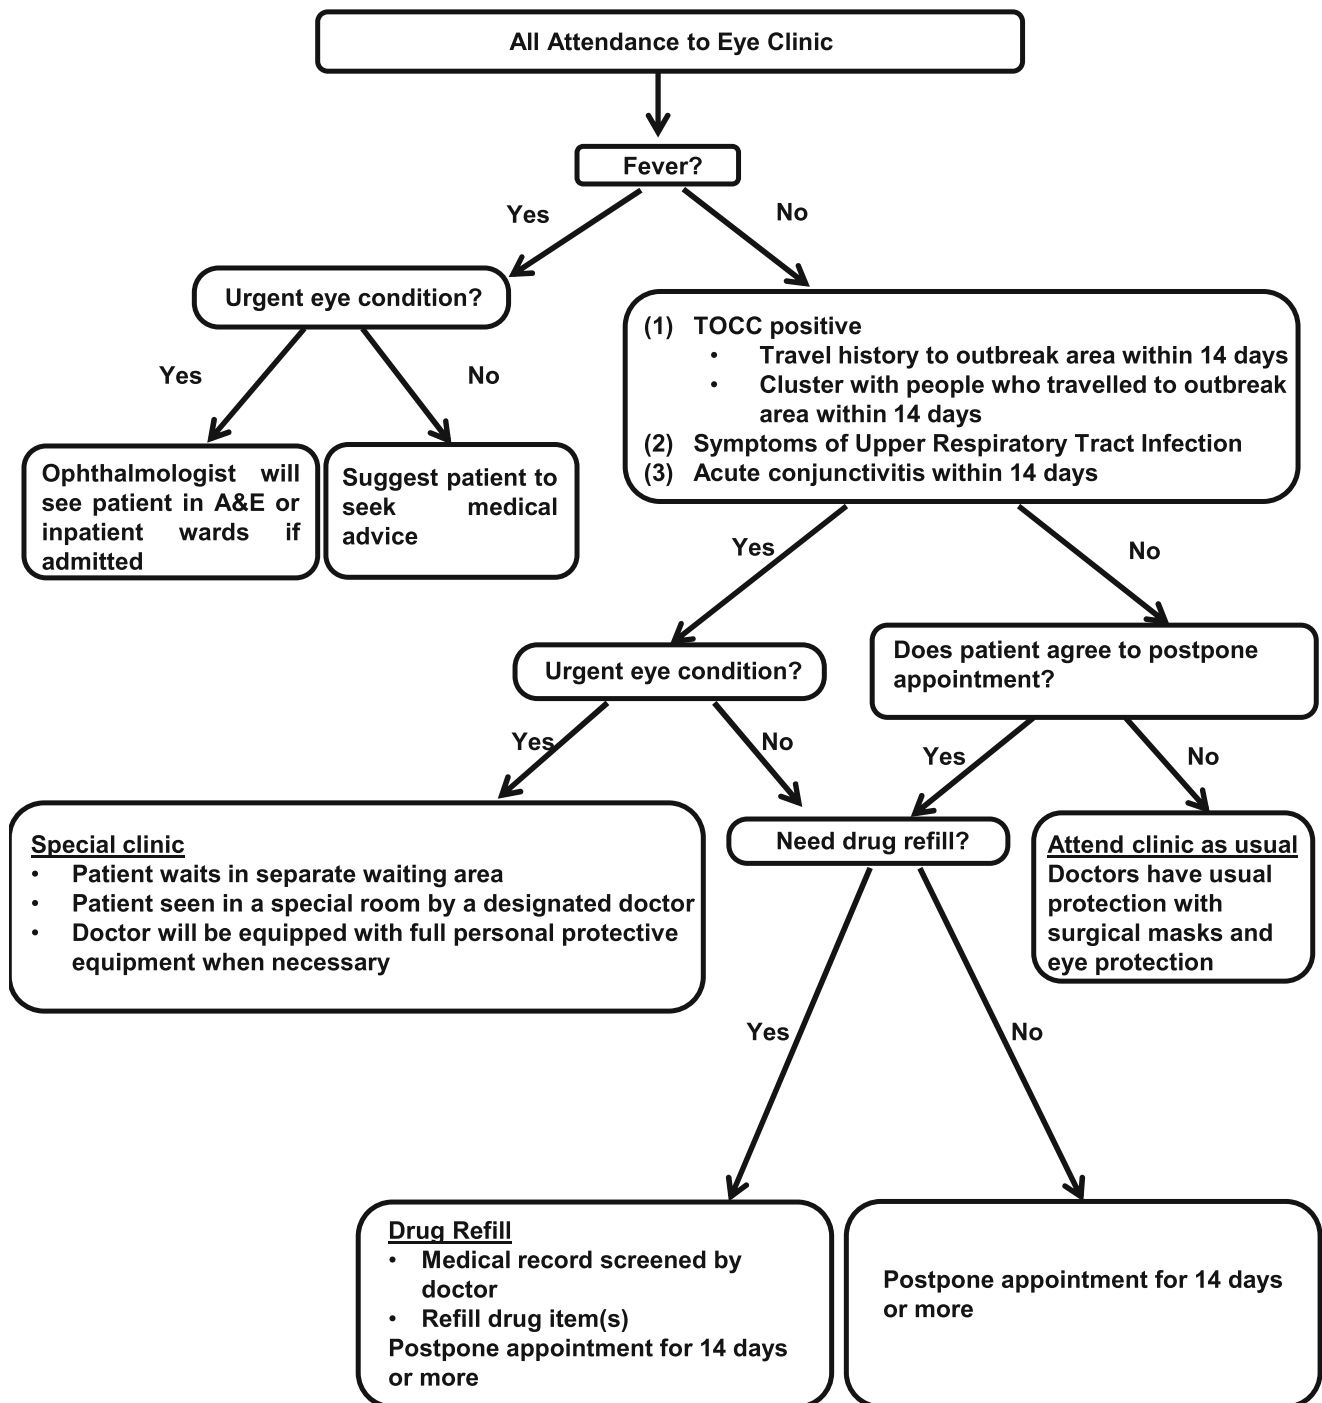 All Attendance to Eye Clinic
Fever?
Yes
No
Urgent eye condition?
Yes
No
Ophthalmologist will
see patient in A&E or
inpatient wards if
admitted
Suggest patient to
seek medical
advice
(1) TOCC positive
• Travel history to outbreak area within 14 days
• Cluster with people who travelled to outbreak
area within 14 days
(2) Symptoms of Upper Respiratory Tract Infection
(3) Acute conjunctivitis within 14 days
Yes
No
Urgent eye condition?
Yes
No
Does patient agree to postpone
appointment?
Yes
No
Special clinic
• Patient waits in separate waiting area
• Patient seen in a special room by a designated doctor
• Doctor will be equipped with full personal protective
equipment when necessary
Need drug refill?
Attend clinic as usual
Doctors have usual
protection with
surgical masks and
eye protection
Yes
No
Drug Refill
• Medical record screened by
doctor
• Refill drug item(s)
Postpone appointment for 14 days
or more
Postpone appointment for 14 days
or more